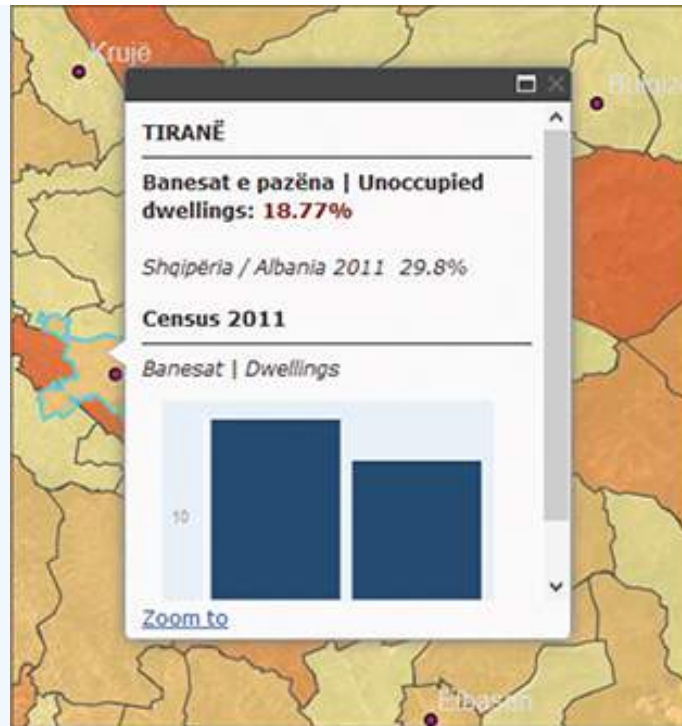 Krujë
Bulqizë
TIRANË
Banesat e pazëna | Unoccupied
dwellings: 18.77%
Shqipëria / Albania 2011 29.8%
Census 2011
Banesat | Dwellings
10
Zoom to
Elbasan